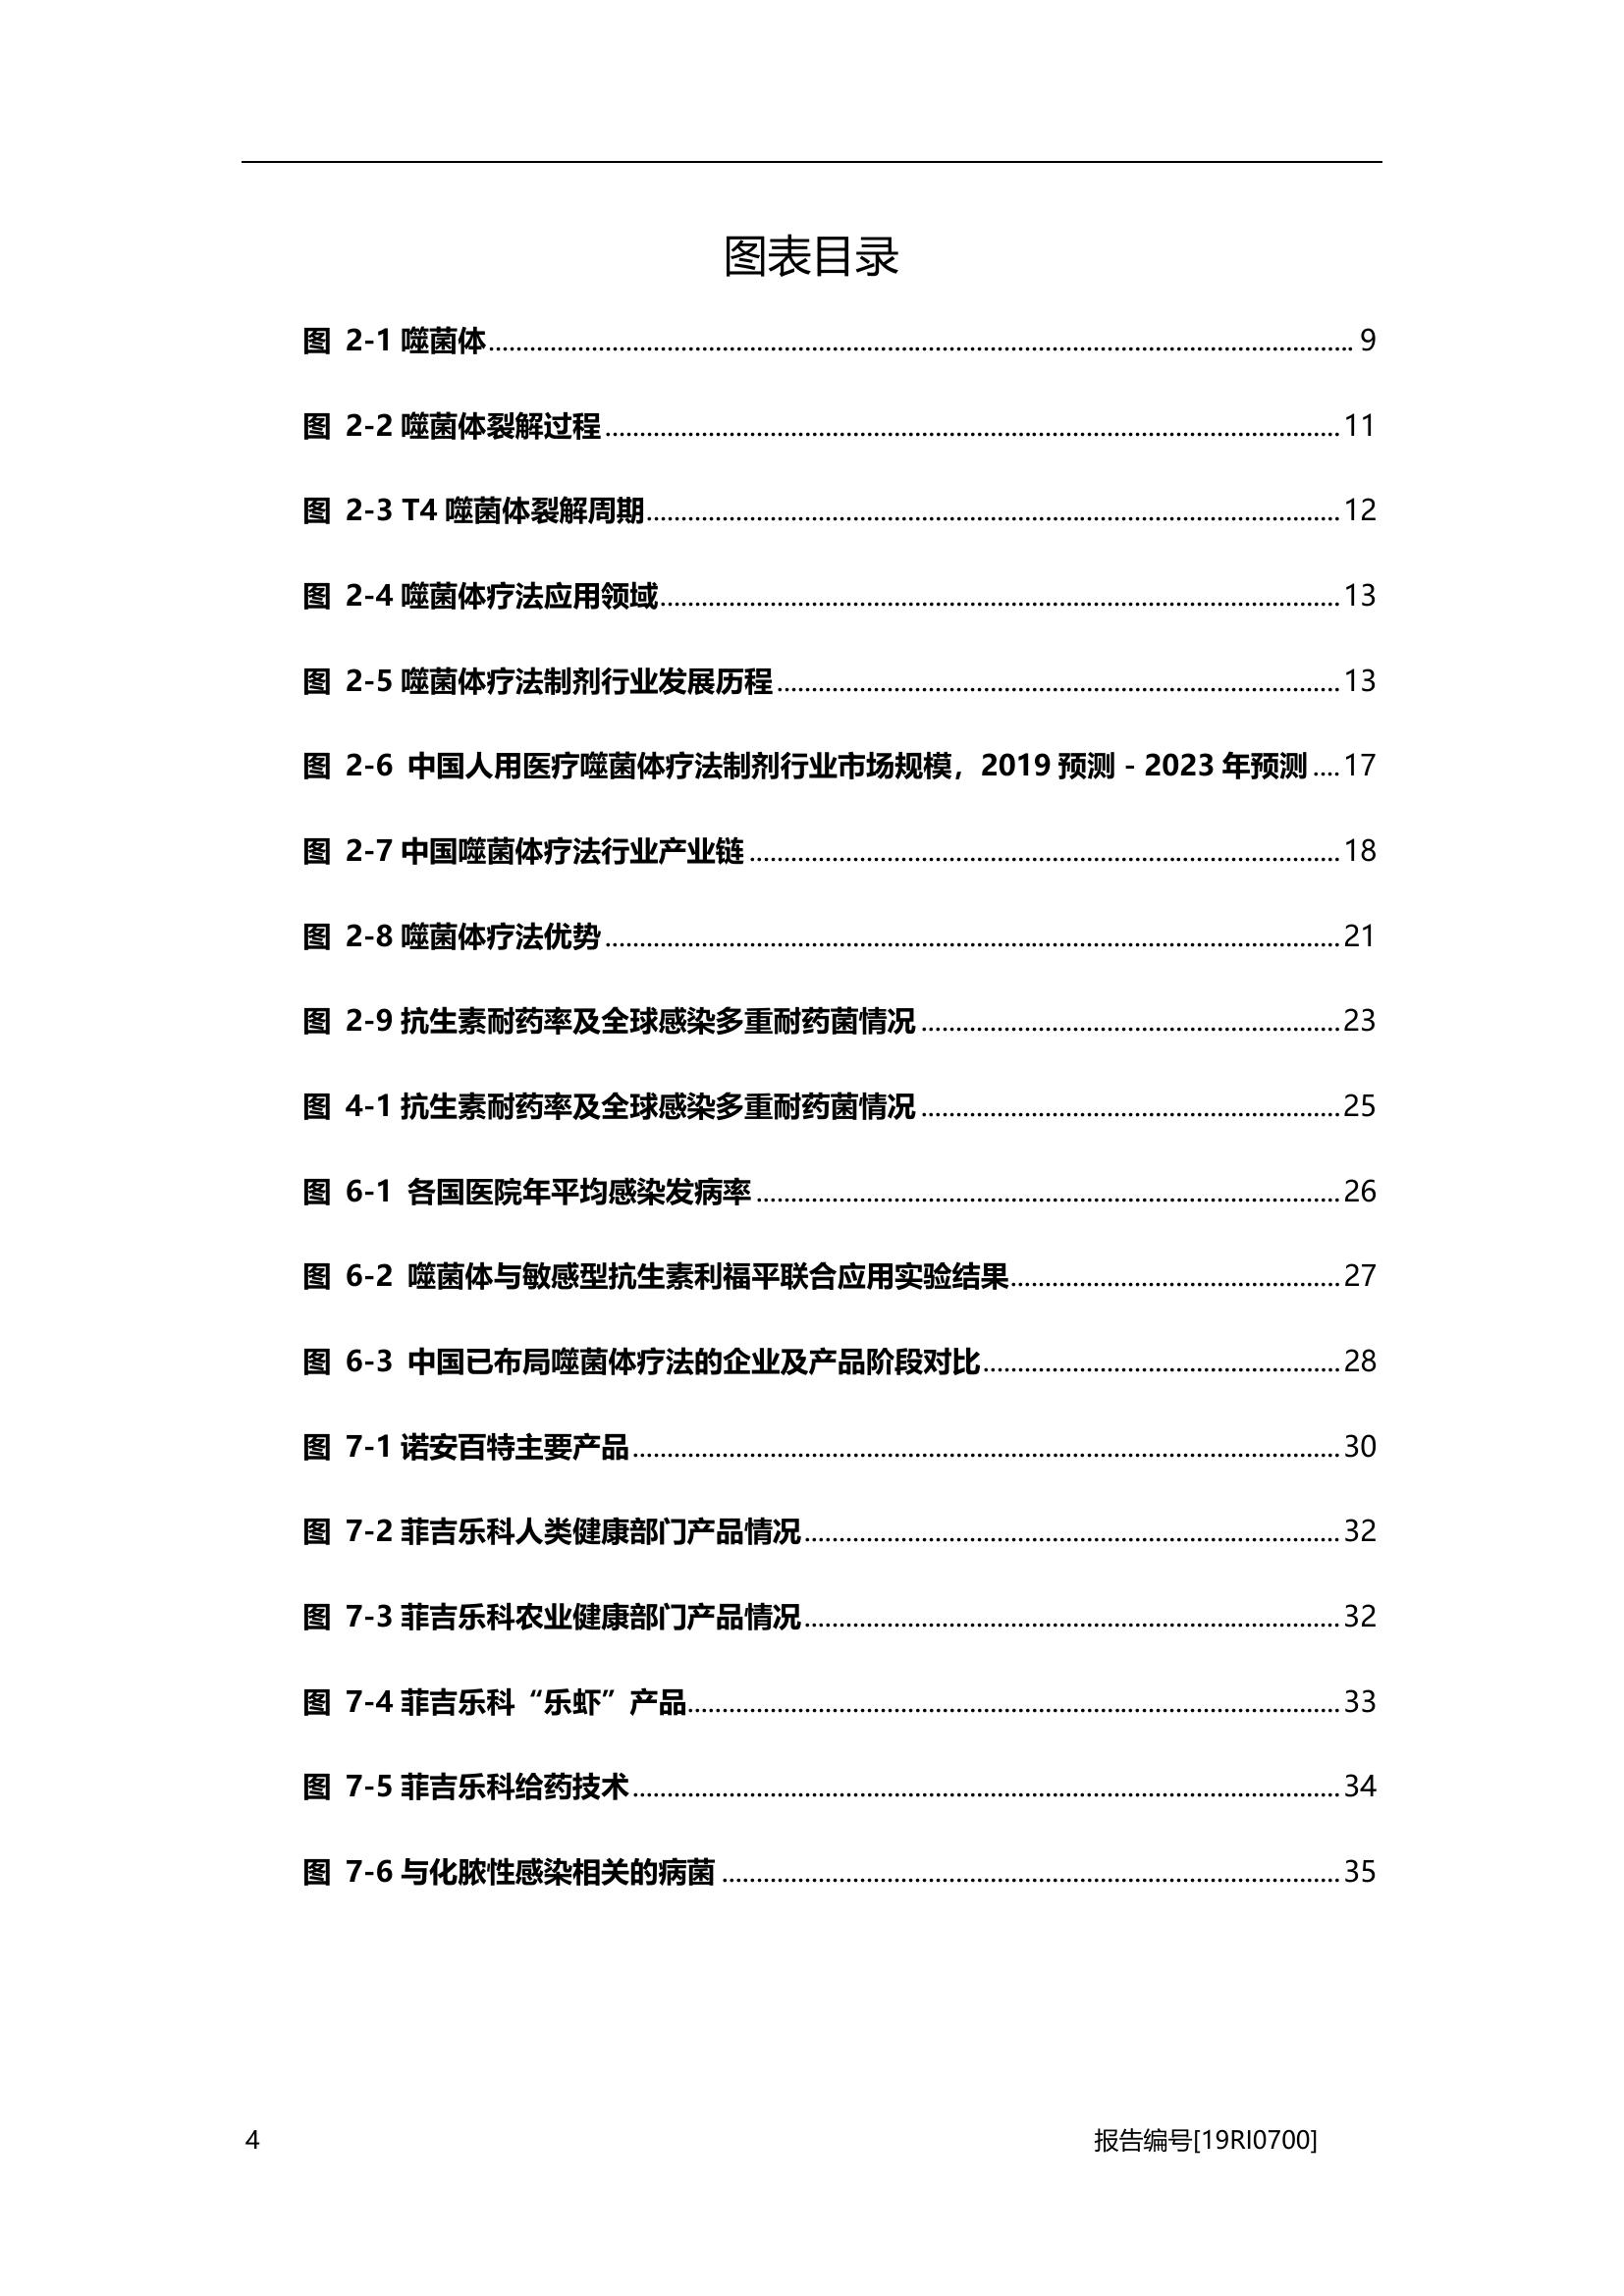 图表目录
图 2-1 噬菌体 9
图 2-2 噬菌体裂解过程 11
图 2-3 T4 噬菌体裂解周期 12
图 2-4 噬菌体疗法应用领域 13
图 2-5 噬菌体疗法制剂行业发展历程 13
图 2-6 中国人用医疗噬菌体疗法制剂行业市场规模，2019 预测 - 2023 年预测 17
图 2-7 中国噬菌体疗法行业产业链 18
图 2-8 噬菌体疗法优势 21
图 2-9 抗生素耐药率及全球感染多重耐药菌情况 23
图 4-1 抗生素耐药率及全球感染多重耐药菌情况 25
图 6-1 各国医院年平均感染发病率 26
图 6-2 噬菌体与敏感型抗生素利福平联合应用实验结果 27
图 6-3 中国已布局噬菌体疗法的企业及产品阶段对比 28
图 7-1 诺安百特主要产品 30
图 7-2 菲吉乐科人类健康部门产品情况 32
图 7-3 菲吉乐科农业健康部门产品情况 32
图 7-4 菲吉乐科“乐虾”产品 33
图 7-5 菲吉乐科给药技术 34
图 7-6 与化脓性感染相关的病菌 35
4 报告编号[19RI0700]